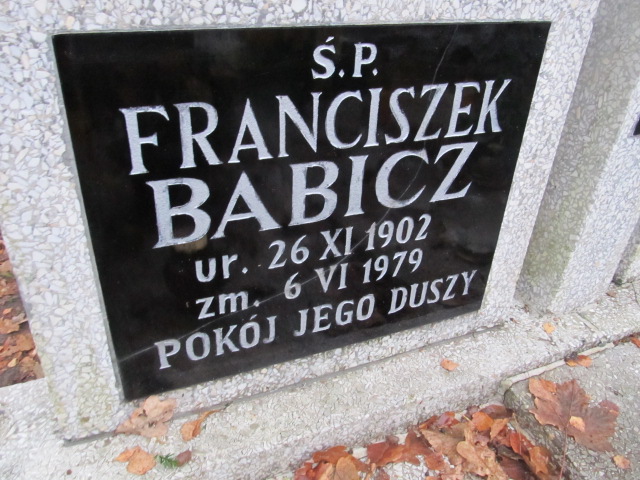 Ś.P.
FRANCISZEK
BABICZ
ur. 26 XI 1902
zm. 6 VI 1979
POKÓJ JEGO DUSZY